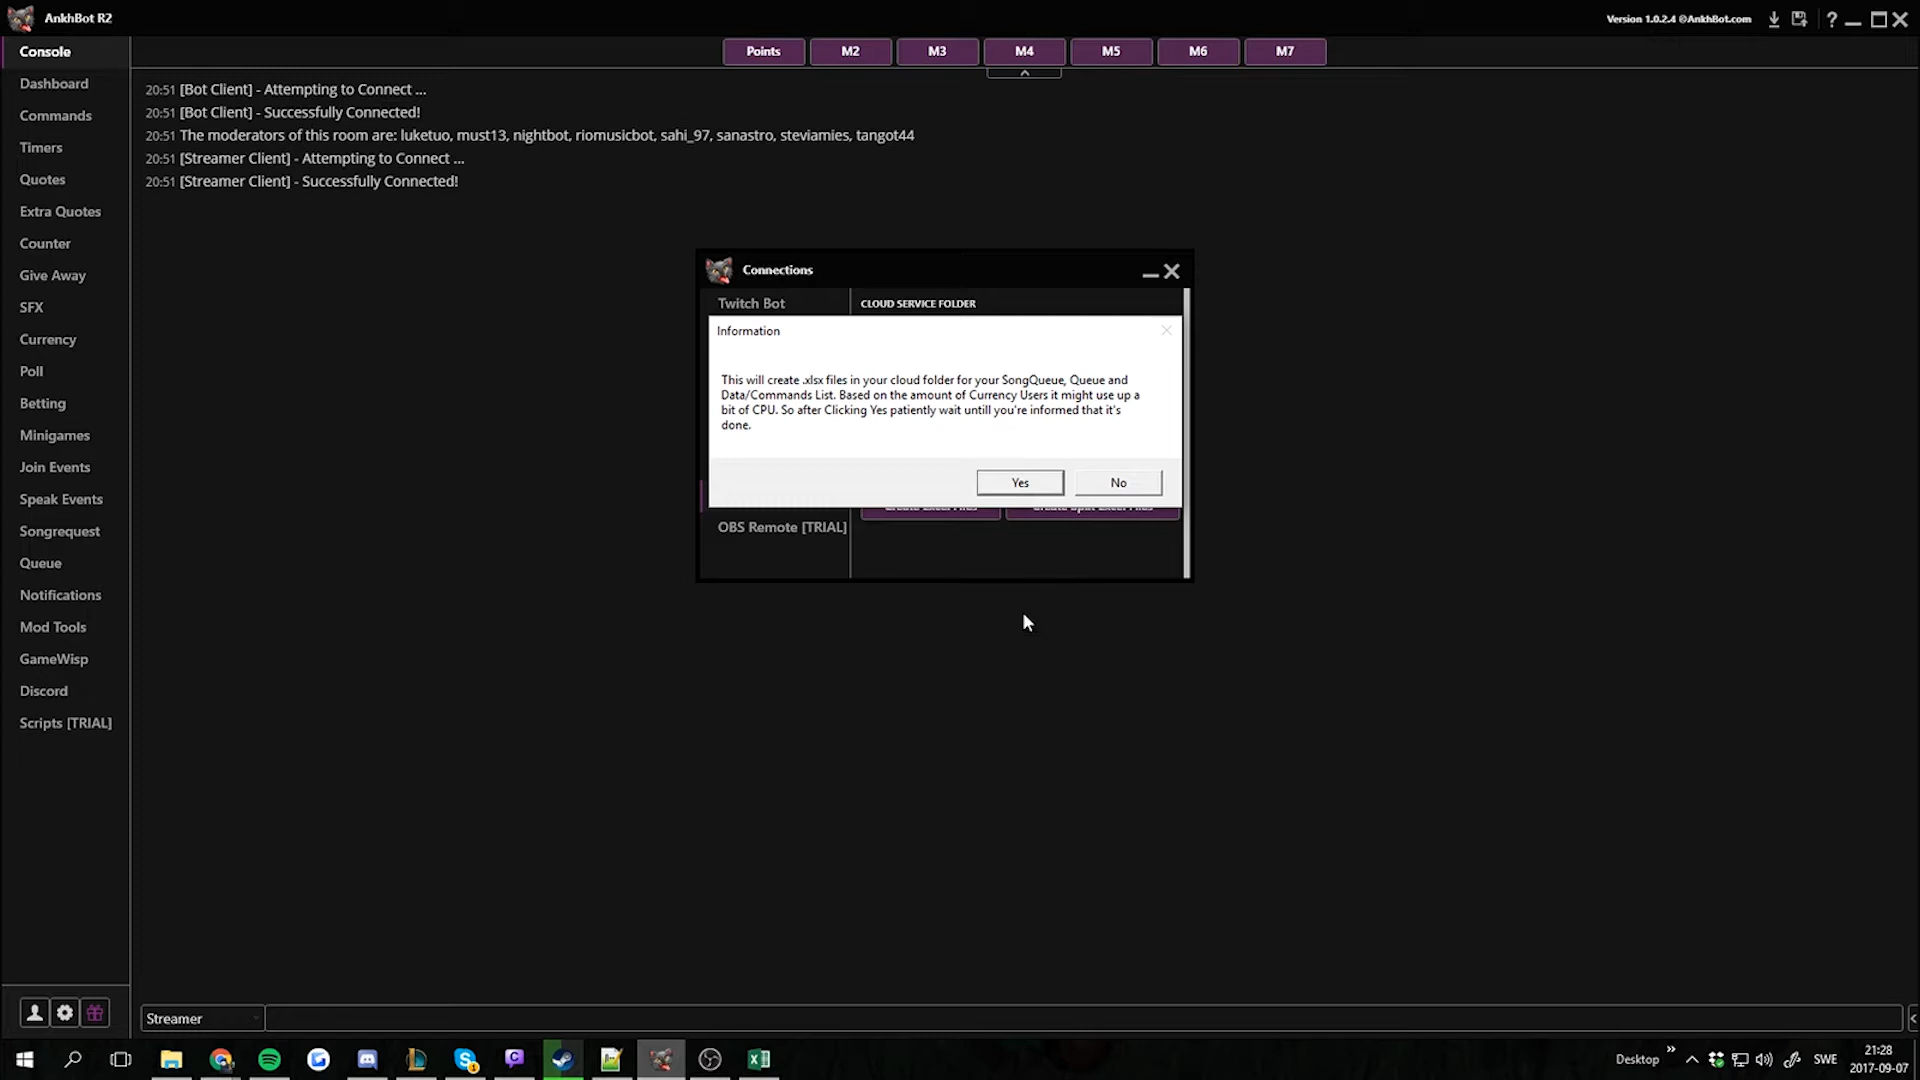 AnkhBot R2
Version 1.0.2.4 @AnkhBot.com
?
Console
Points
M2
M3
M4
M5
M6
M7
Dashboard
Commands
Timers
Quotes
Extra Quotes
Counter
Give Away
SFX
Currency
Poll
Betting
Minigames
Join Events
Speak Events
Songrequest
Queue
Notifications
Mod Tools
GameWisp
Discord
Scripts [TRIAL]
20:51 [Bot Client] - Attempting to Connect ...
20:51 [Bot Client] - Successfully Connected!
20:51 The moderators of this room are: luketuo, must13, nightbot, riomusicbot, sahi_97, sanastro, steviamies, tangot44
20:51 [Streamer Client] - Attempting to Connect ...
20:51 [Streamer Client] - Successfully Connected!
Connections
Twitch Bot
CLOUD SERVICE FOLDER
Information
This will create .xlsx files in your cloud folder for your SongQueue, Queue and
Data/Commands List. Based on the amount of Currency Users it might use up a
bit of CPU. So after Clicking Yes patiently wait untill you're informed that it's
done.
Yes
No
Create Excel Files
Create Split Excel Files
OBS Remote [TRIAL]
Streamer
Desktop
SWE
21:28
2017-09-07